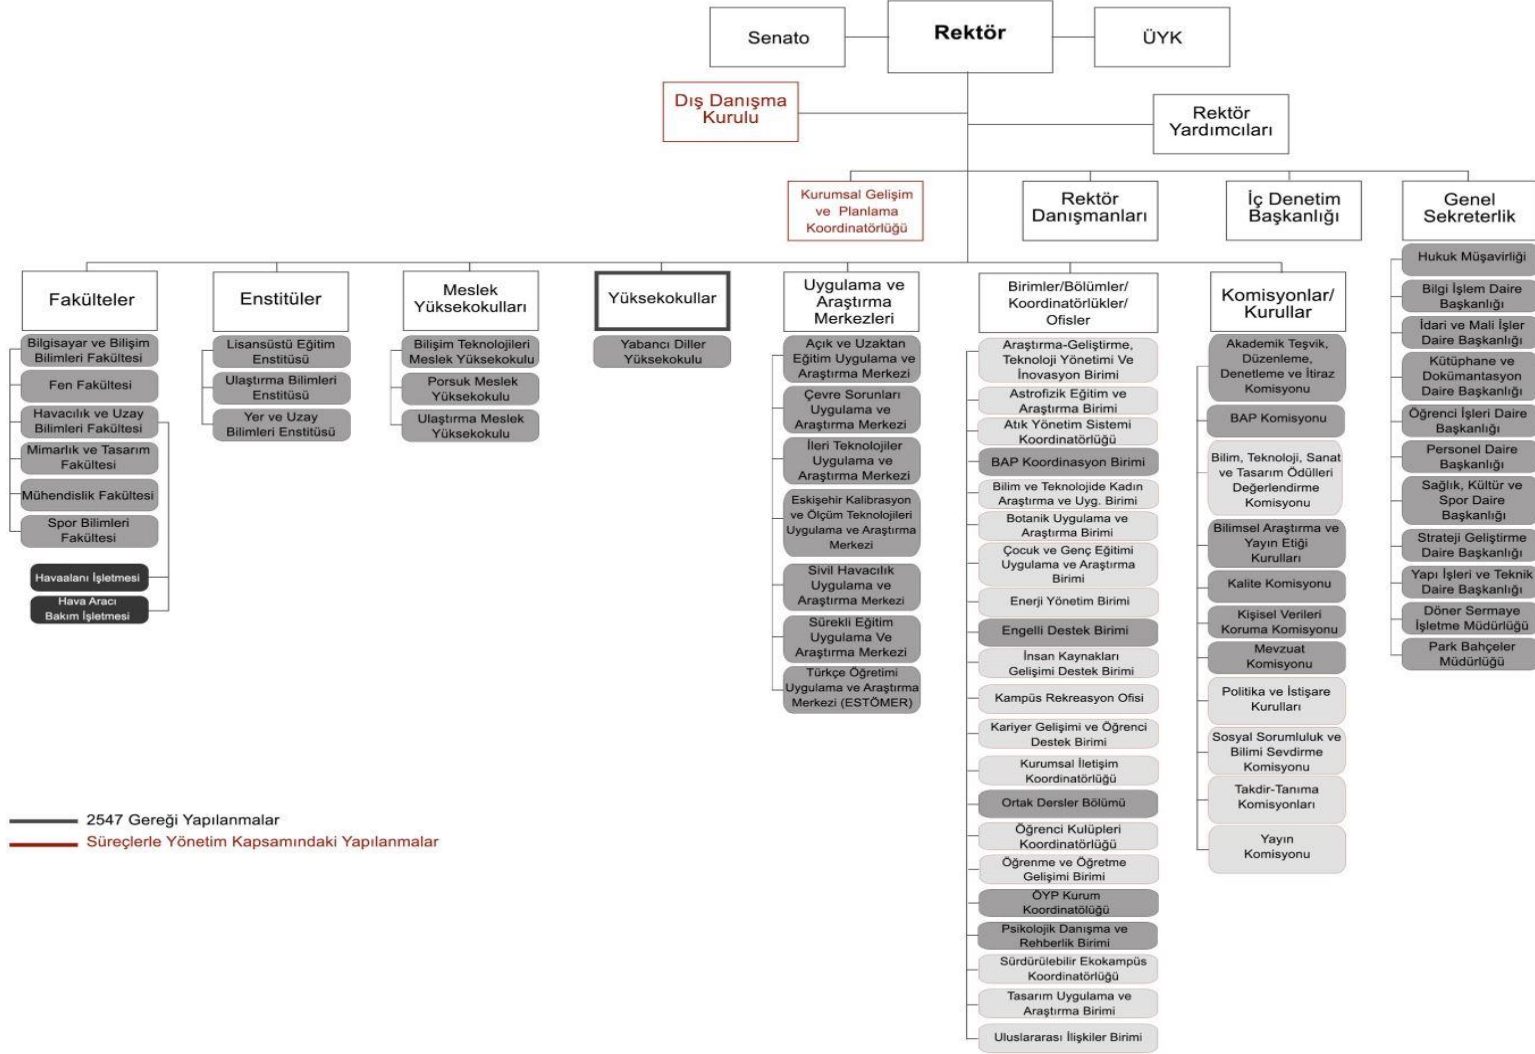 Senato
Rektör
ÜYK
Dış Danışma
Kurulu
Rektör
Yardımcıları
Kurumsal Gelişim
ve Planlama
Koordinatörlüğü
Rektör
Danışmanları
İç Denetim
Başkanlığı
Genel
Sekreterlik
Hukuk Müşavirliği
Bilgi İşlem Daire
Başkanlığı
İdari ve Mali İşler
Daire Başkanlığı
Kütüphane ve
Dokümantasyon
Daire Başkanlığı
Öğrenci İşleri Daire
Başkanlığı
Personel Daire
Başkanlığı
Sağlık, Kültür ve
Spor Daire
Başkanlığı
Strateji Geliştirme
Daire Başkanlığı
Yapı İşleri ve Teknik
Daire Başkanlığı
Döner Sermaye
İşletme Müdürlüğü
Park Bahçeler
Müdürlüğü
Fakülteler
Bilgisayar ve Bilişim
Bilimleri Fakültesi
Fen Fakültesi
Havacılık ve Uzay
Bilimleri Fakültesi
Mimarlık ve Tasarım
Fakültesi
Mühendislik Fakültesi
Spor Bilimleri
Fakültesi
Havaalanı İşletmesi
Hava Aracı
Bakım İşletmesi
Enstitüler
Lisansüstü Eğitim
Enstitüsü
Ulaştırma Bilimleri
Enstitüsü
Yer ve Uzay
Bilimleri Enstitüsü
Meslek
Yüksekokulları
Bilişim Teknolojileri
Meslek Yüksekokulu
Porsuk Meslek
Yüksekokulu
Ulaştırma Meslek
Yüksekokulu
Yüksekokullar
Yabancı Diller
Yüksekokulu
Uygulama ve
Araştırma
Merkezleri
Açık ve Uzaktan
Eğitim Uygulama ve
Araştırma Merkezi
Çevre Sorunları
Uygulama ve
Araştırma Merkezi
İleri Teknolojiler
Uygulama ve
Araştırma Merkezi
Eskişehir Kalibrasyon
ve Ölçüm Teknolojileri
Uygulama ve Araştırma
Merkezi
Sivil Havacılık
Uygulama ve
Araştırma Merkezi
Sürekli Eğitim
Uygulama Ve
Araştırma Merkezi
Türkçe Öğretimi
Uygulama ve Araştırma
Merkezi (ESTÖMER)
Birimler/Bölümler/
Koordinatörlükler/
Ofisler
Araştırma-Geliştirme,
Teknoloji Yönetimi Ve
İnovasyon Birimi
Astrofizik Eğitim ve
Araştırma Birimi
Atık Yönetim Sistemi
Koordinatörlüğü
BAP Koordinasyon Birimi
Bilim ve Teknolojide Kadın
Araştırma ve Uyg. Birimi
Botanik Uygulama ve
Araştırma Birimi
Çocuk ve Genç Eğitimi
Uygulama ve Araştırma
Birimi
Enerji Yönetim Birimi
Engelli Destek Birimi
İnsan Kaynakları
Gelişimi Destek Birimi
Kampüs Rekreasyon Ofisi
Kariyer Gelişimi ve Öğrenci
Destek Birimi
Kurumsal İletişim
Koordinatörlüğü
Ortak Dersler Bölümü
Öğrenci Kulüpleri
Koordinatörlüğü
Öğrenme ve Öğretme
Gelişimi Birimi
ÖYP Kurum
Koordinatölüğü
Psikolojik Danışma ve
Rehberlik Birimi
Sürdürülebilir Ekokampüs
Koordinatörlüğü
Tasarım Uygulama ve
Araştırma Birimi
Uluslararası İlişkiler Birimi
Komisyonlar/
Kurullar
Akademik Teşvik,
Düzenleme,
Denetleme ve İtiraz
Komisyonu
BAP Komisyonu
Bilim, Teknoloji, Sanat
ve Tasarım Ödülleri
Değerlendirme
Komisyonu
Bilimsel Araştırma ve
Yayın Etiği
Kurulları
Kalite Komisyonu
Kişisel Verileri
Koruma Komisyonu
Mevzuat
Komisyonu
Politika ve İstişare
Kurulları
Sosyal Sorumluluk ve
Bilimi Sevdirme
Komisyonu
Takdir-Tanıma
Komisyonları
Yayın
Komisyonu
2547 Gereği Yapılanmalar
Süreçlerle Yönetim Kapsamındaki Yapılanmalar